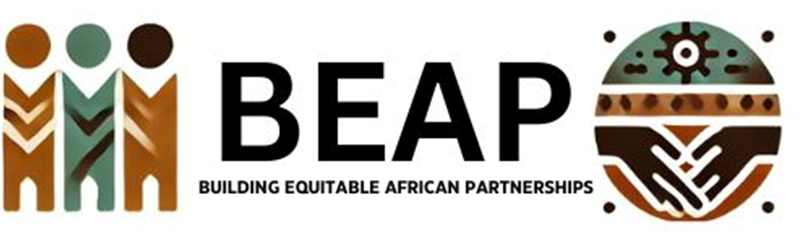 BEAP
BUILDING EQUITABLE AFRICAN PARTNERSHIPS